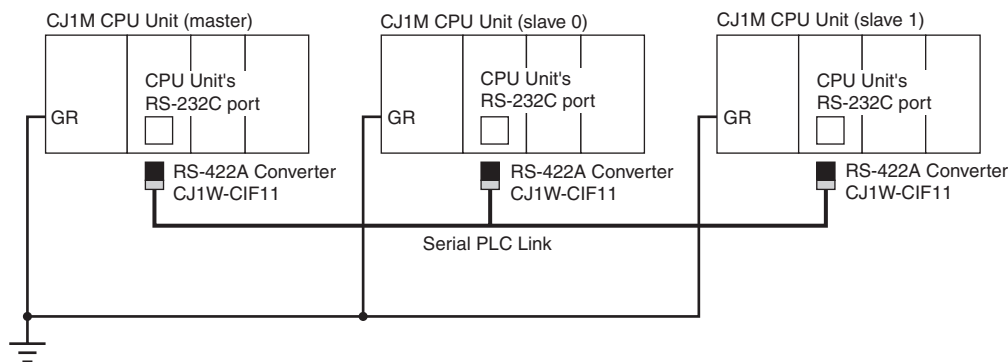 CJ1M CPU Unit (master)
CJ1M CPU Unit (slave 0)
CJ1M CPU Unit (slave 1)
CPU Unit's
RS-232C port
GR
CPU Unit's
RS-232C port
GR
CPU Unit's
RS-232C port
GR
RS-422A Converter
CJ1W-CIF11
RS-422A Converter
CJ1W-CIF11
RS-422A Converter
CJ1W-CIF11
Serial PLC Link